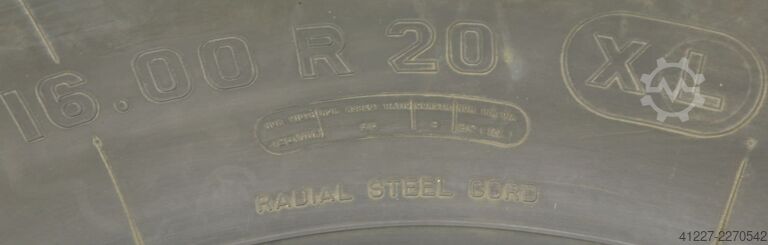 16.00 R 20 XL
RADIAL STEEL CORD
41227-2270542